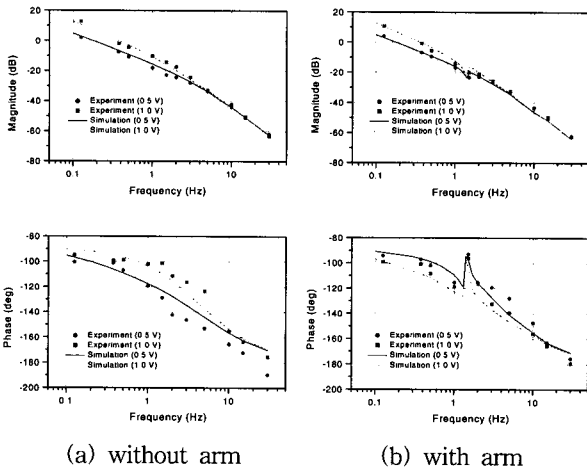 20
0
-20
-40
-60
-80
Magnitude (dB)
Experiment (0 5 V)
Experiment (1 0 V)
Simulation (0 5 V)
Simulation (1 0 V)
0.1
1
10
Frequency (Hz)
20
0
-20
-40
-60
-80
Magnitude (dB)
Experiment (0 5 V)
Experiment (1 0 V)
Simulation (0 5 V)
Simulation (1 0 V)
0.1
1
10
Frequency (Hz)
-80
-100
-120
-140
-160
-180
-200
Phase (deg)
Experiment (0 5 V)
Experiment (1 0 V)
Simulation (0 5 V)
Simulation (1 0 V)
0.1
1
10
Frequency (Hz)
-80
-100
-120
-140
-160
-180
-200
Phase (deg)
Experiment (0 5 V)
Experiment (1 0 V)
Simulation (0 5 V)
Simulation (1 0 V)
0.1
1
10
Frequency (Hz)
(a) without arm
(b) with arm